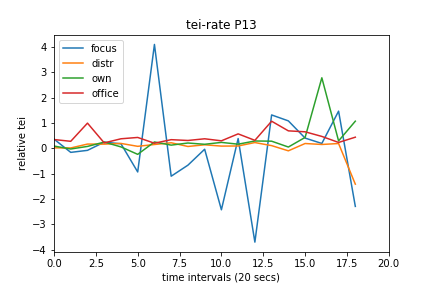 tei-rate P13
focus
distr
own
office
relative tei
4
3
2
1
0
−1
−2
−3
−4
0.0 2.5 5.0 7.5 10.0 12.5 15.0 17.5 20.0
time intervals (20 secs)